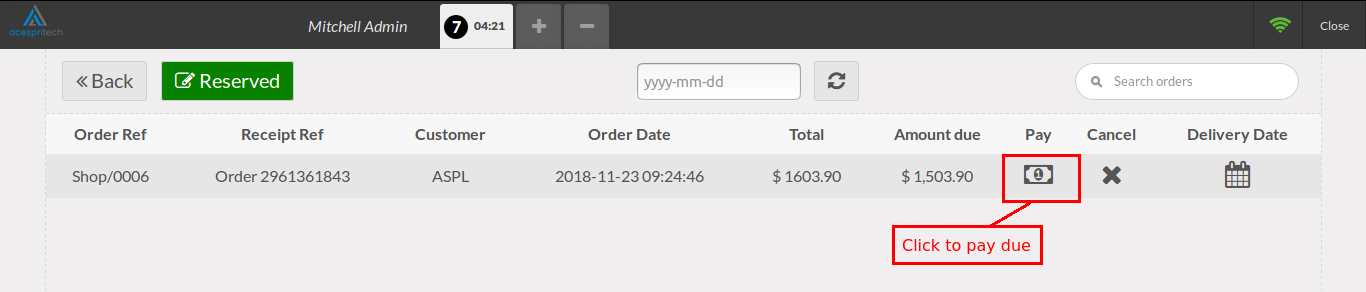 acespritech
Mitchell Admin
7 04:21
Close
Back
Reserved
yyyy-mm-dd
Search orders
Order Ref Receipt Ref Customer Order Date Total Amount due Pay Cancel Delivery Date
Shop/0006 Order 2961361843 ASPL 2018-11-23 09:24:46 $ 1603.90 $ 1,503.90 1
Click to pay due